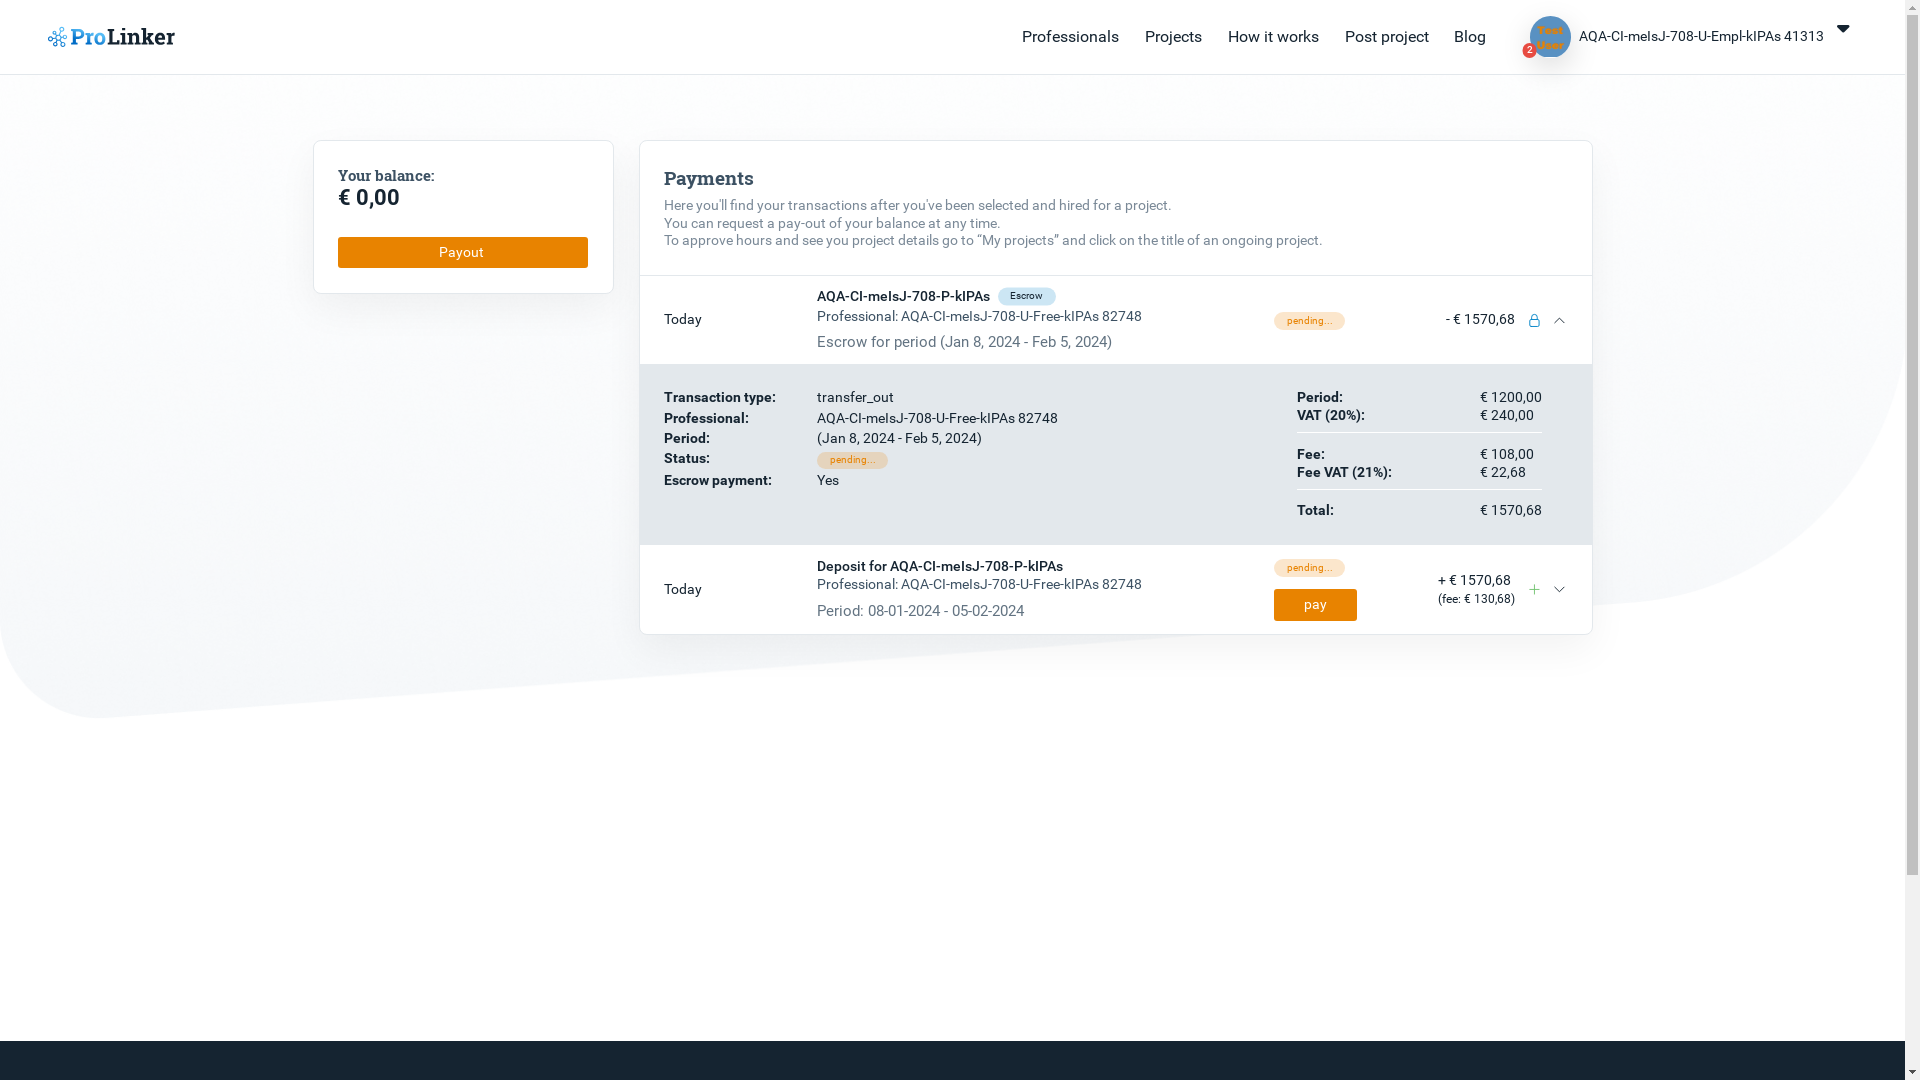 ProLinker
Professionals
Projects
How it works
Post project
Blog
Test
User
2
AQA-CI-meIsJ-708-U-Empl-kIPAs 41313
Your balance:
€ 0,00
Payout
Payments
Here you'll find your transactions after you've been selected and hired for a project.
You can request a pay-out of your balance at any time.
To approve hours and see you project details go to “My projects” and click on the title of an ongoing project.
Today
AQA-CI-meIsJ-708-P-kIPAs Escrow
Professional: AQA-CI-meIsJ-708-U-Free-kIPAs 82748
Escrow for period (Jan 8, 2024 - Feb 5, 2024)
pending...
- € 1570,68
Transaction type: transfer_out
Professional: AQA-CI-meIsJ-708-U-Free-kIPAs 82748
Period: (Jan 8, 2024 - Feb 5, 2024)
Status: pending...
Escrow payment: Yes
Period: € 1200,00
VAT (20%): € 240,00
Fee: € 108,00
Fee VAT (21%): € 22,68
Total: € 1570,68
Today
Deposit for AQA-CI-meIsJ-708-P-kIPAs
Professional: AQA-CI-meIsJ-708-U-Free-kIPAs 82748
Period: 08-01-2024 - 05-02-2024
pending...
pay
+ € 1570,68
(fee: € 130,68)